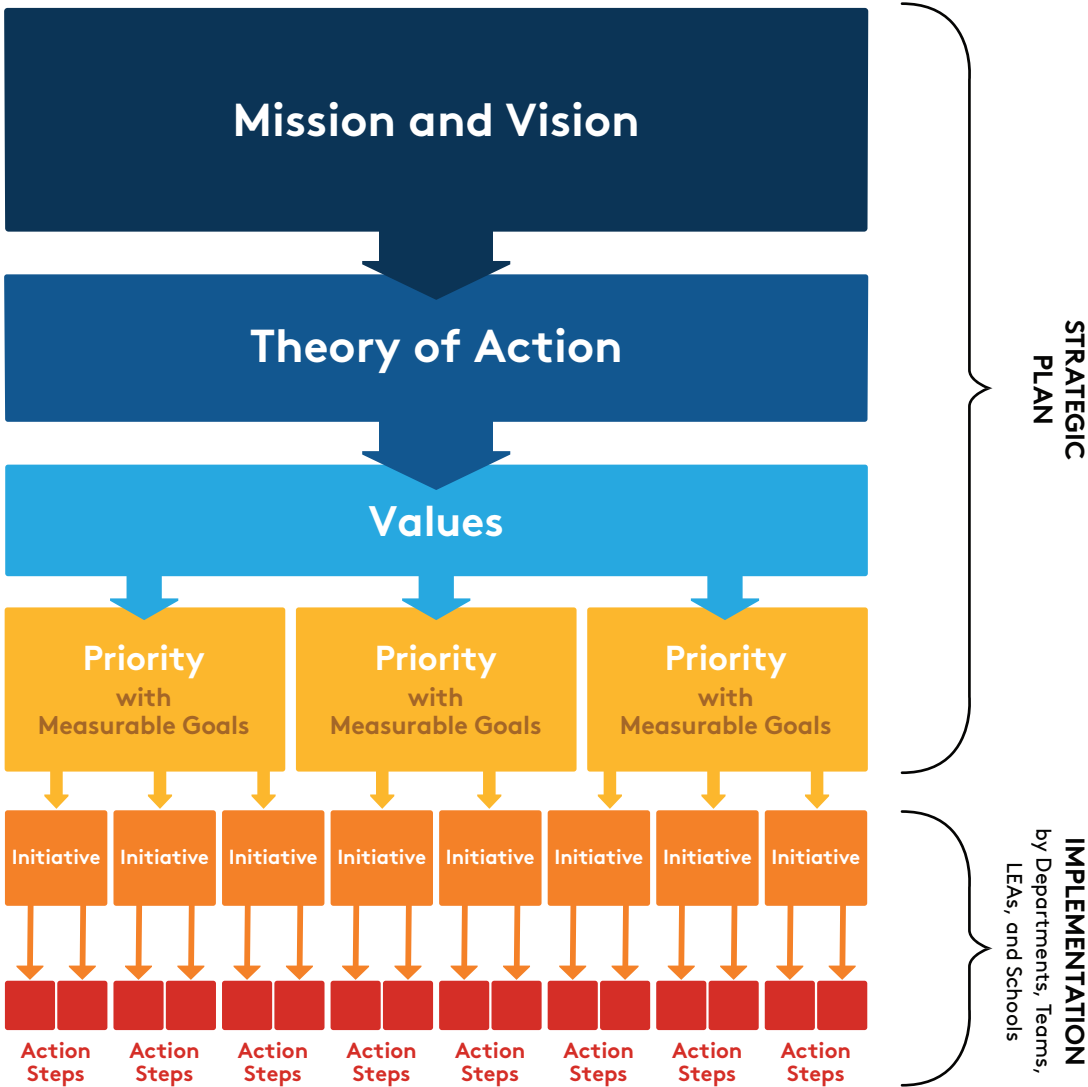 Mission and Vision
Theory of Action
Values
Priority
with
Measurable Goals
Priority
with
Measurable Goals
Priority
with
Measurable Goals
STRATEGIC
PLAN
Initiative
Initiative
Initiative
Initiative
Initiative
Initiative
Initiative
Initiative
Action
Steps
Action
Steps
Action
Steps
Action
Steps
Action
Steps
Action
Steps
Action
Steps
Action
Steps
IMPLEMENTATION
by Departments, Teams,
LEAs, and Schools